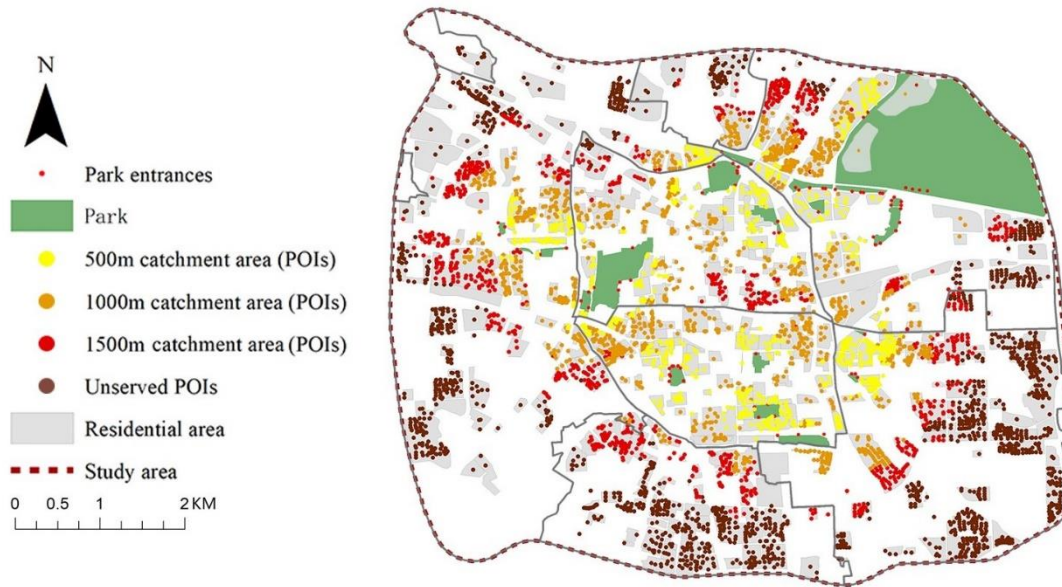 N
Park entrances
Park
500m catchment area (POIs)
1000m catchment area (POIs)
1500m catchment area (POIs)
Unserved POIs
Residential area
Study area
0 0.5 1 2 KM